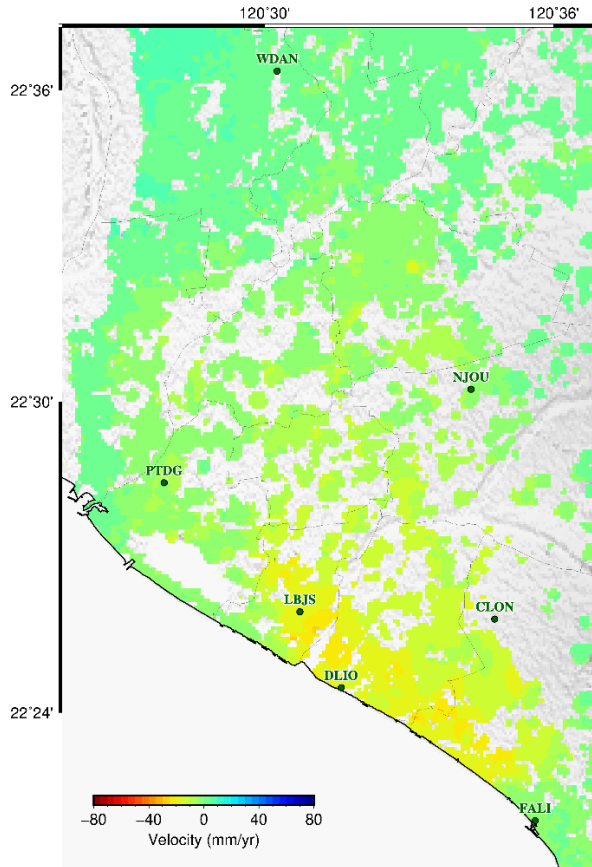 120°30' 120°36'
WDAN
22°36'
NJOU
22°30'
PTDG
LBJS
CLON
DLIO
22°24'
FALI
−80 −40 0 40 80
Velocity (mm/yr)